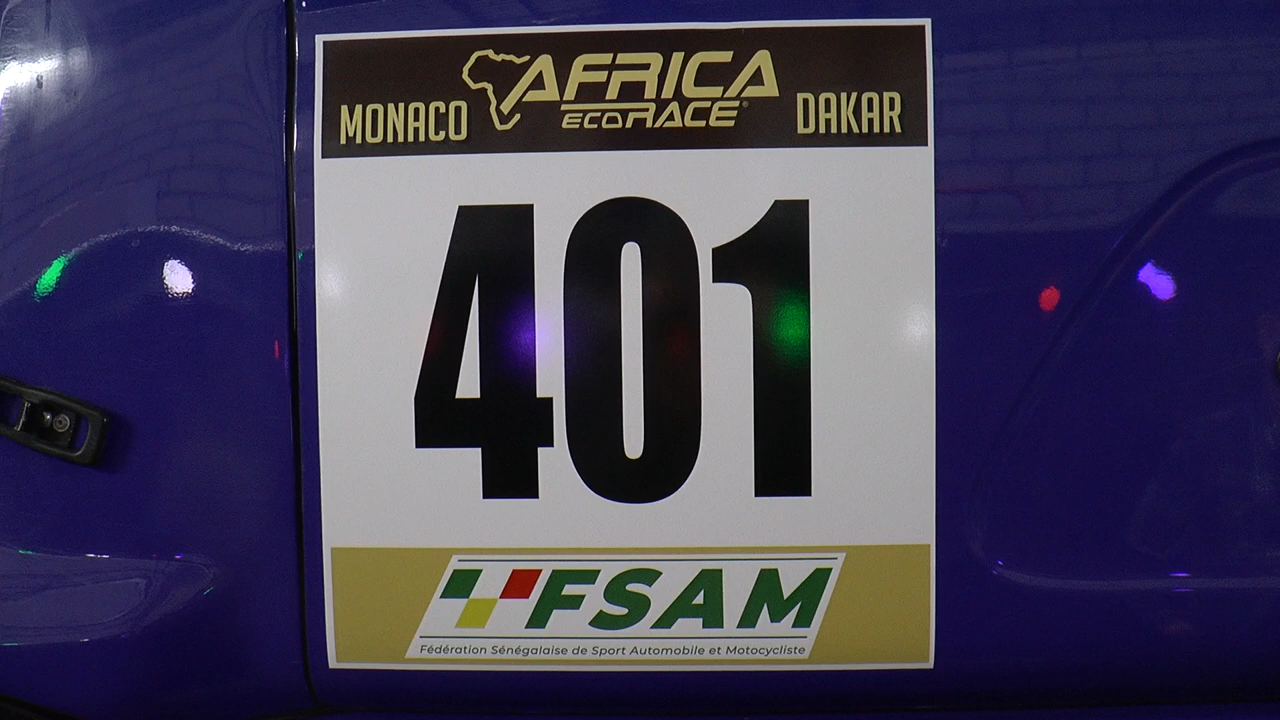 MONACO AFRICA DAKAR
ECORACE®
401
FSAM
Fédération Sénégalaise de Sport Automobile et Motocycliste